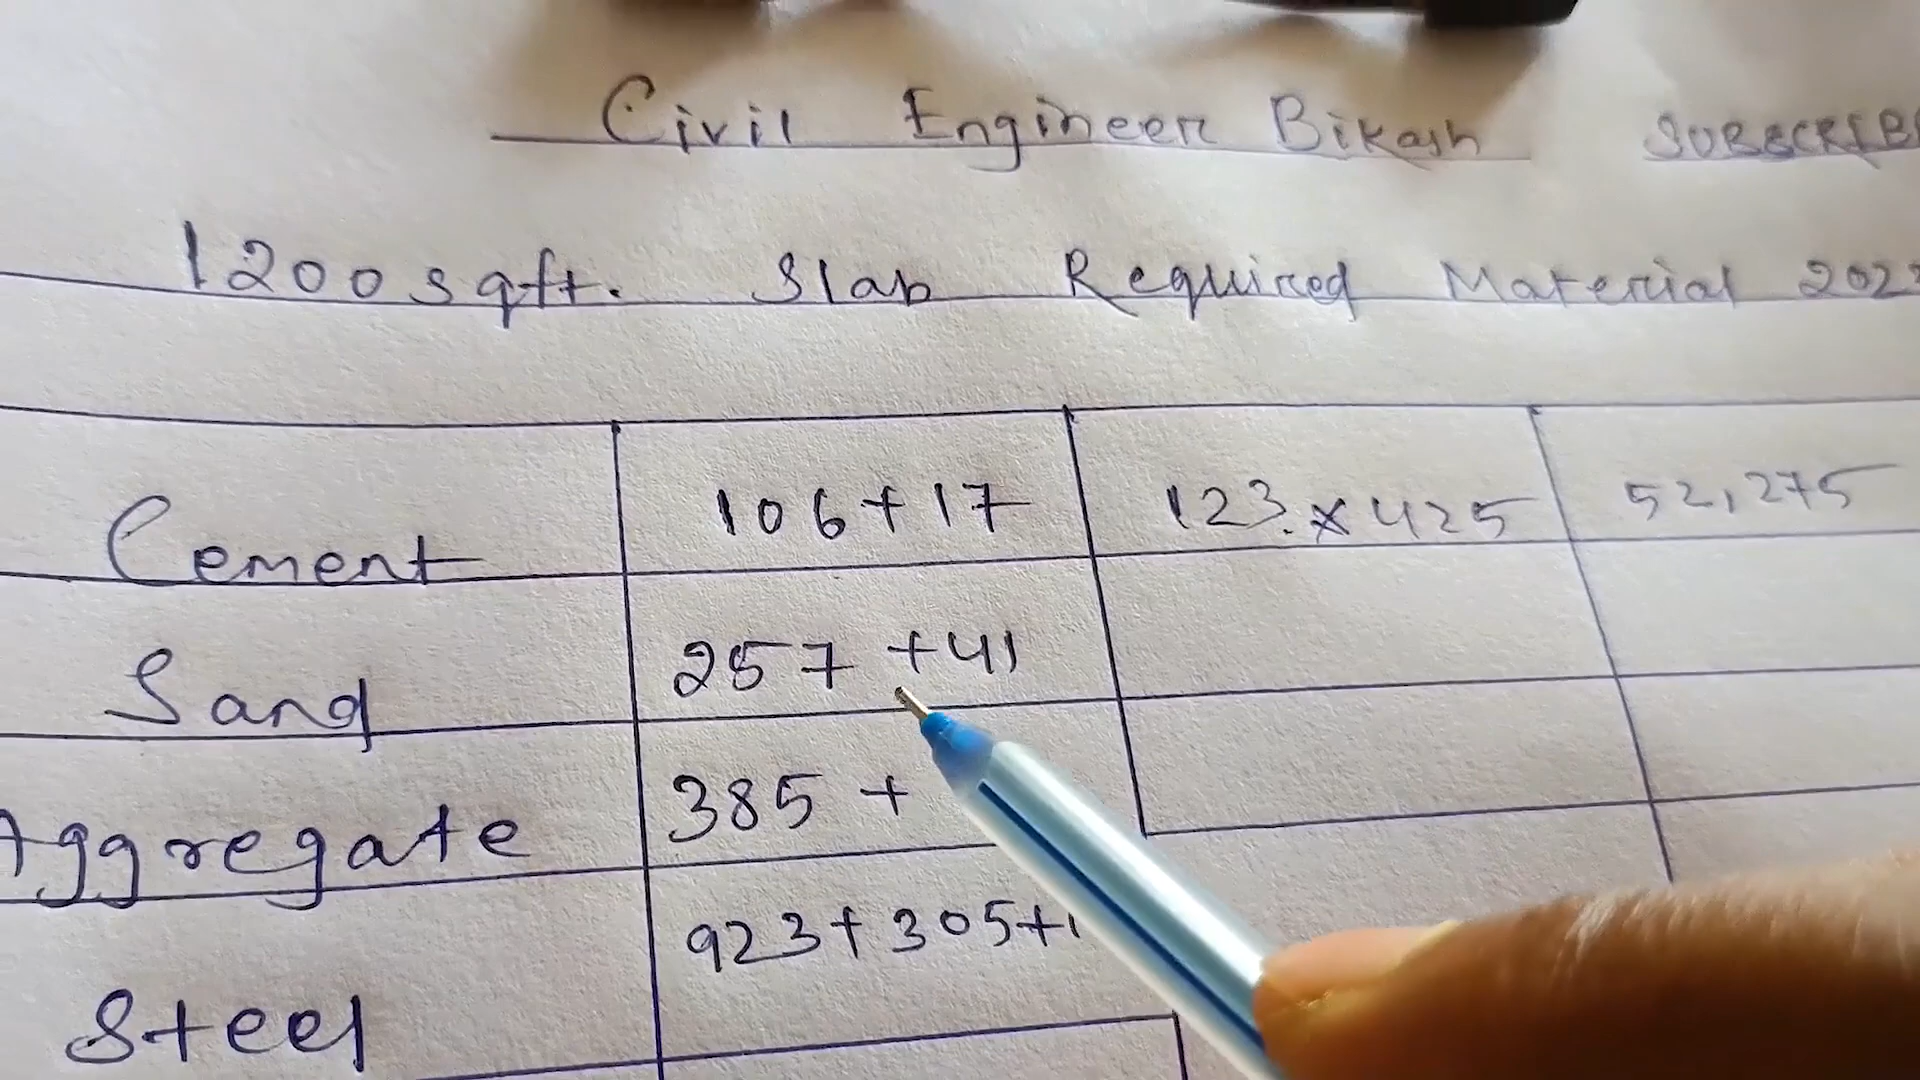 Civil Engineer Bikash
1200 sqft. Slab Required Material
Cement 106+17 123 × 425 52,275
Sand 257 +41
Aggregate 385 +
Steel 923+305+